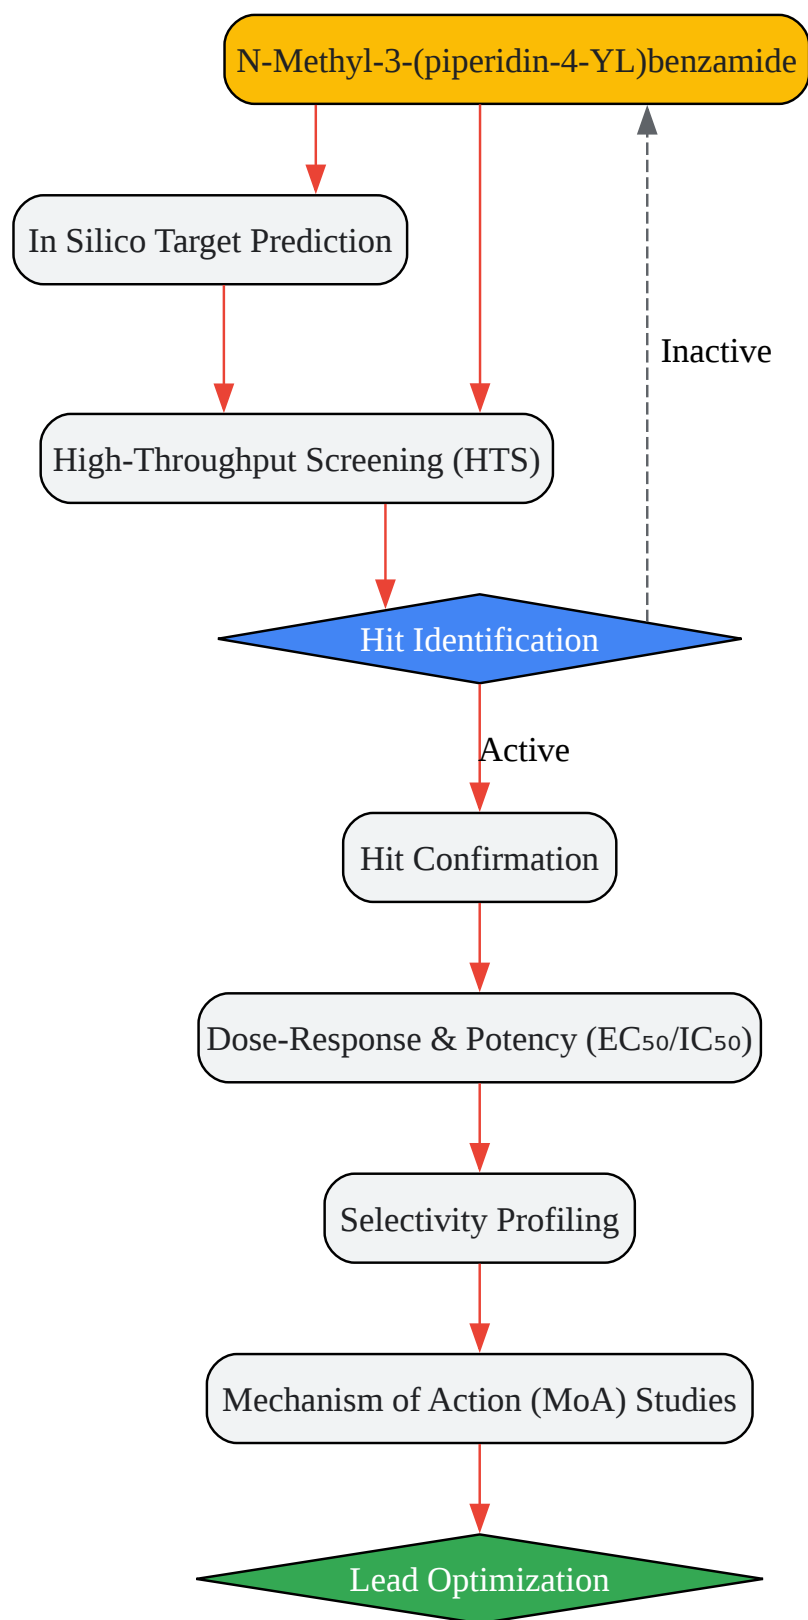 N-Methyl-3-(piperidin-4-YL)benzamide
In Silico Target Prediction
Inactive
High-Throughput Screening (HTS)
Hit Identification
Active
Hit Confirmation
Dose-Response & Potency (EC₅₀/IC₅₀)
Selectivity Profiling
Mechanism of Action (MoA) Studies
Lead Optimization